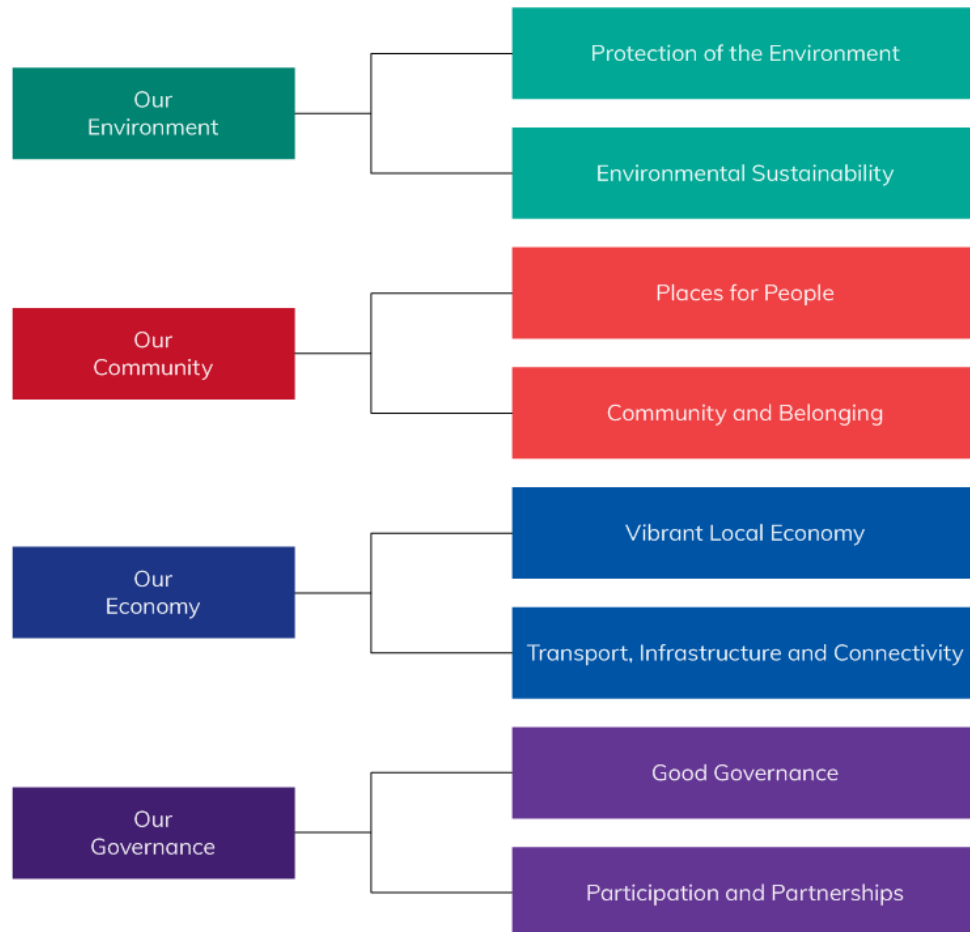 Our
Environment
Protection of the Environment
Environmental Sustainability
Our
Community
Places for People
Community and Belonging
Our
Economy
Vibrant Local Economy
Transport, Infrastructure and Connectivity
Our
Governance
Good Governance
Participation and Partnerships